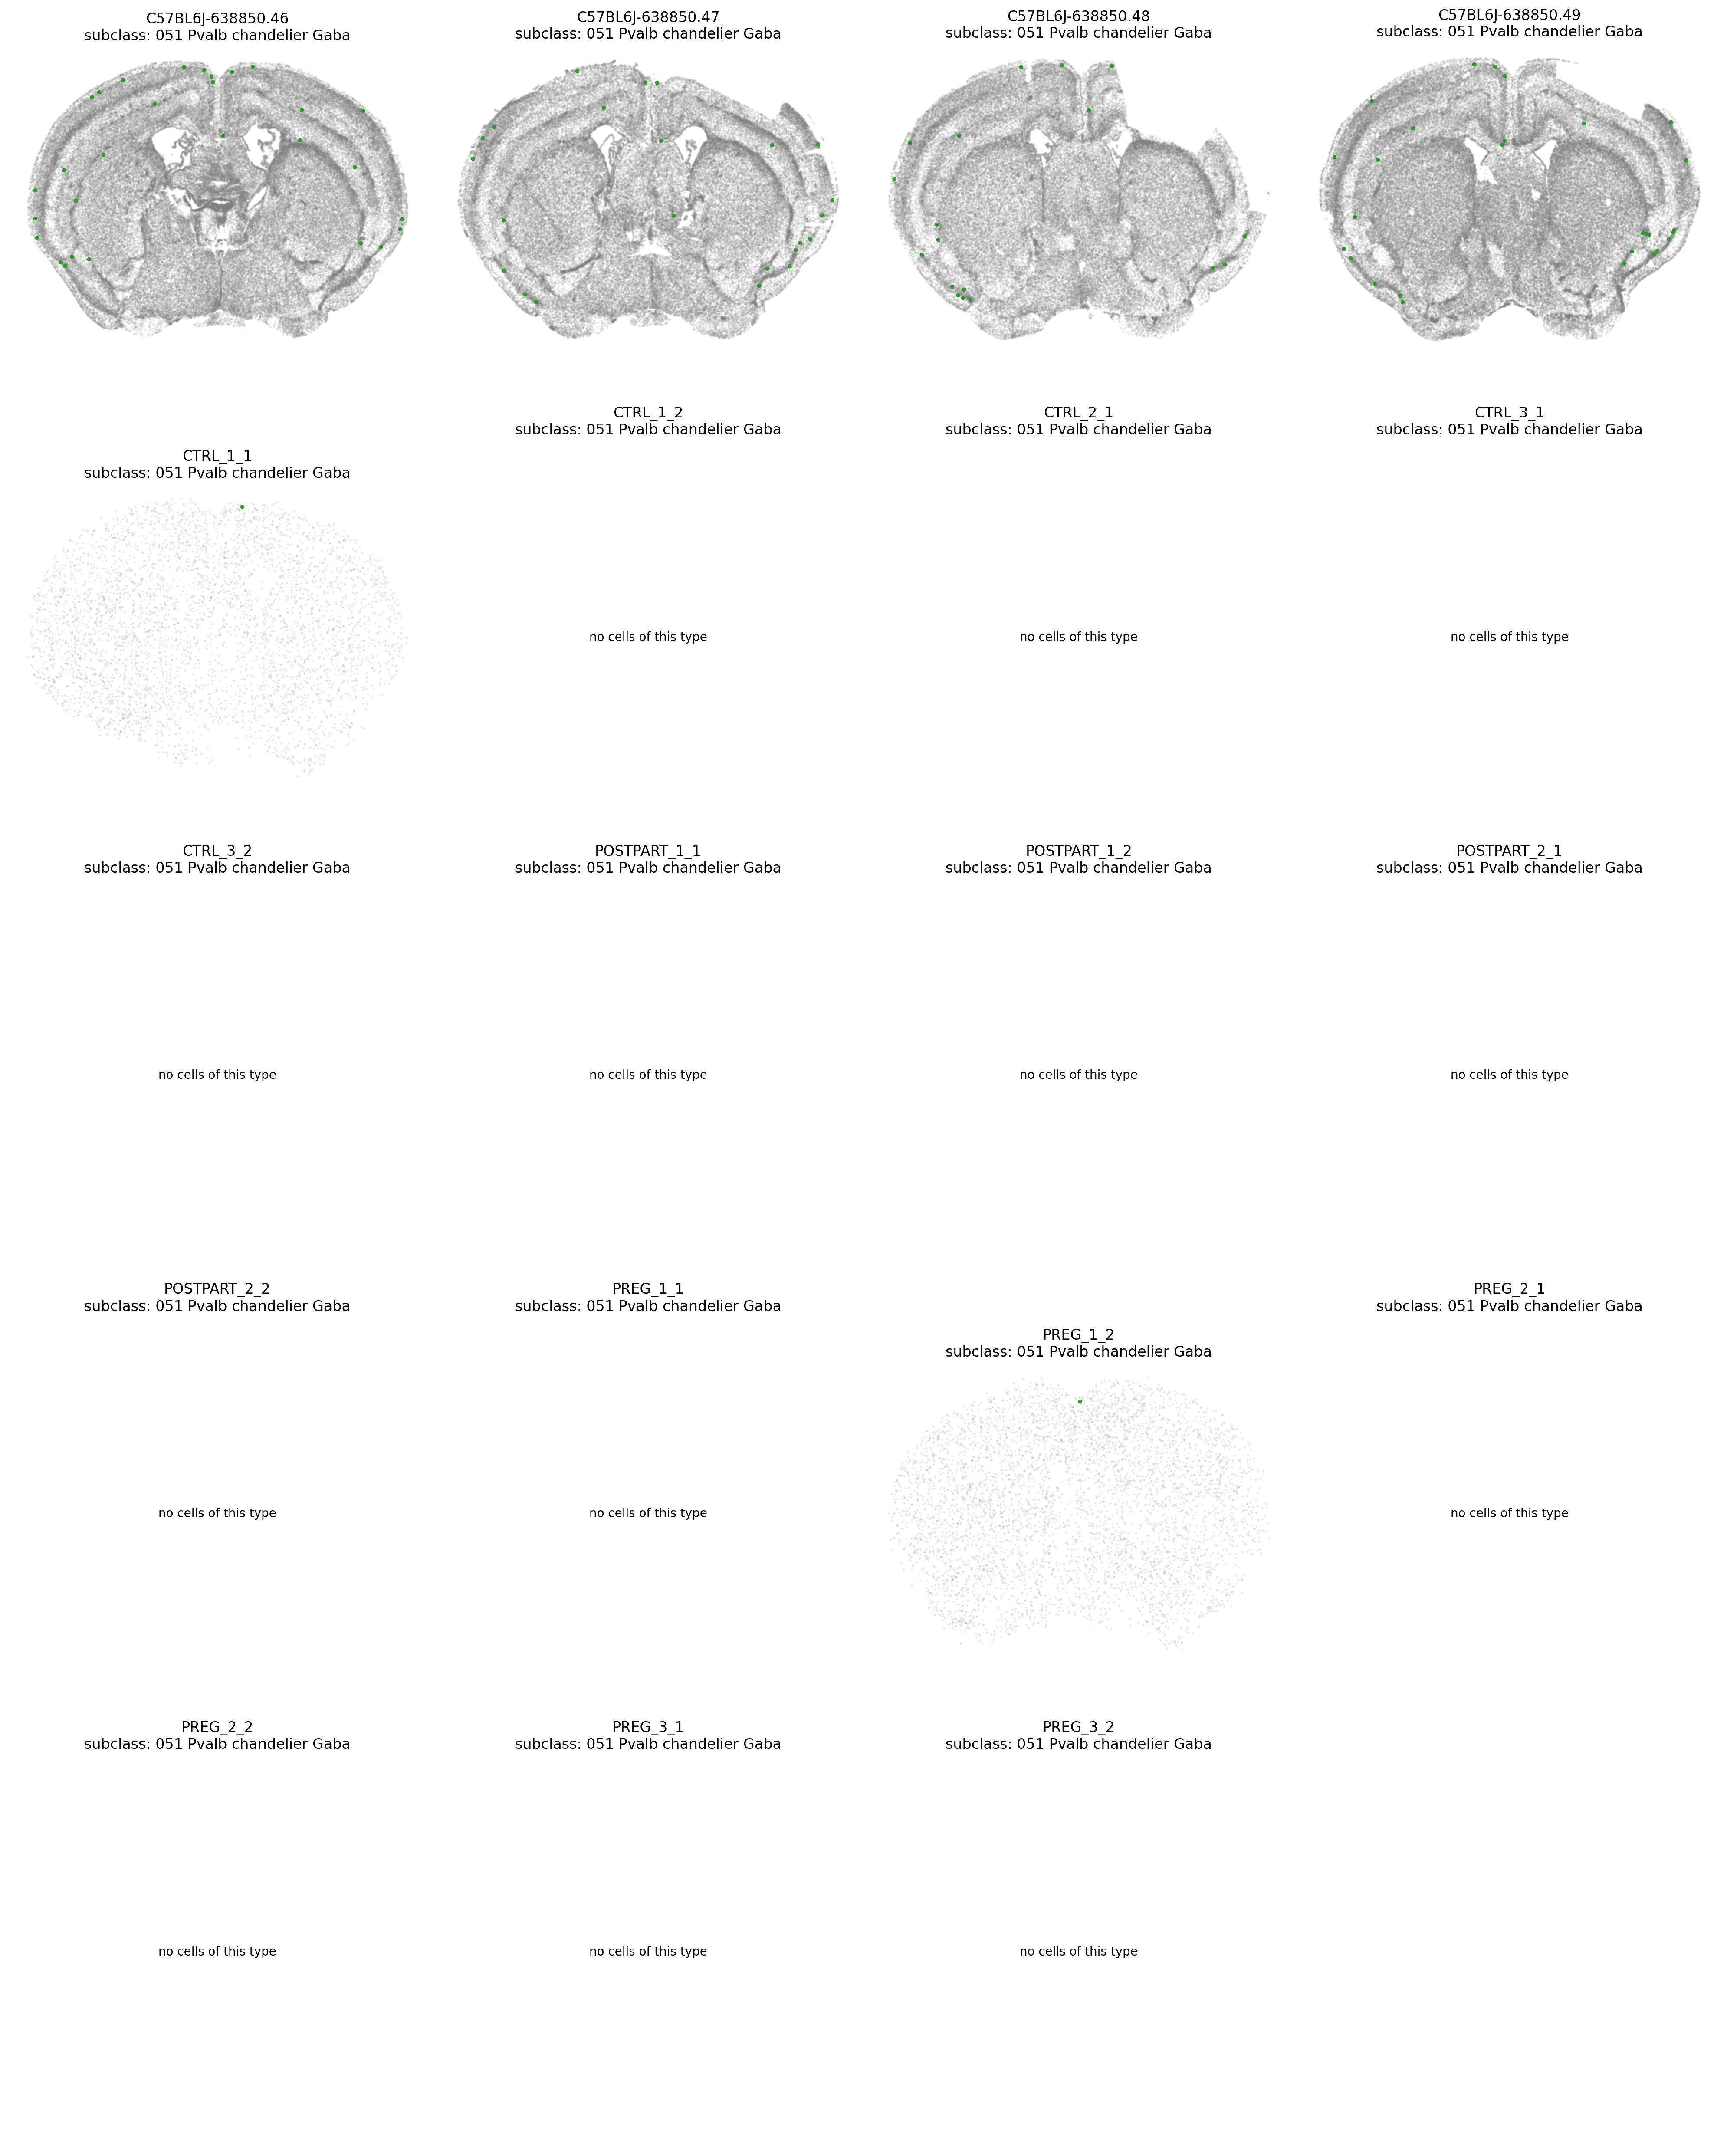 C57BL6J-638850.46
subclass: 051 Pvalb chandelier Gaba
C57BL6J-638850.47
subclass: 051 Pvalb chandelier Gaba
C57BL6J-638850.48
subclass: 051 Pvalb chandelier Gaba
C57BL6J-638850.49
subclass: 051 Pvalb chandelier Gaba
CTRL_1_1
subclass: 051 Pvalb chandelier Gaba
CTRL_1_2
subclass: 051 Pvalb chandelier Gaba
no cells of this type
CTRL_2_1
subclass: 051 Pvalb chandelier Gaba
no cells of this type
CTRL_3_1
subclass: 051 Pvalb chandelier Gaba
no cells of this type
CTRL_3_2
subclass: 051 Pvalb chandelier Gaba
no cells of this type
POSTPART_1_1
subclass: 051 Pvalb chandelier Gaba
no cells of this type
POSTPART_1_2
subclass: 051 Pvalb chandelier Gaba
no cells of this type
POSTPART_2_1
subclass: 051 Pvalb chandelier Gaba
no cells of this type
POSTPART_2_2
subclass: 051 Pvalb chandelier Gaba
no cells of this type
PREG_1_1
subclass: 051 Pvalb chandelier Gaba
no cells of this type
PREG_1_2
subclass: 051 Pvalb chandelier Gaba
PREG_2_1
subclass: 051 Pvalb chandelier Gaba
no cells of this type
PREG_2_2
subclass: 051 Pvalb chandelier Gaba
no cells of this type
PREG_3_1
subclass: 051 Pvalb chandelier Gaba
no cells of this type
PREG_3_2
subclass: 051 Pvalb chandelier Gaba
no cells of this type